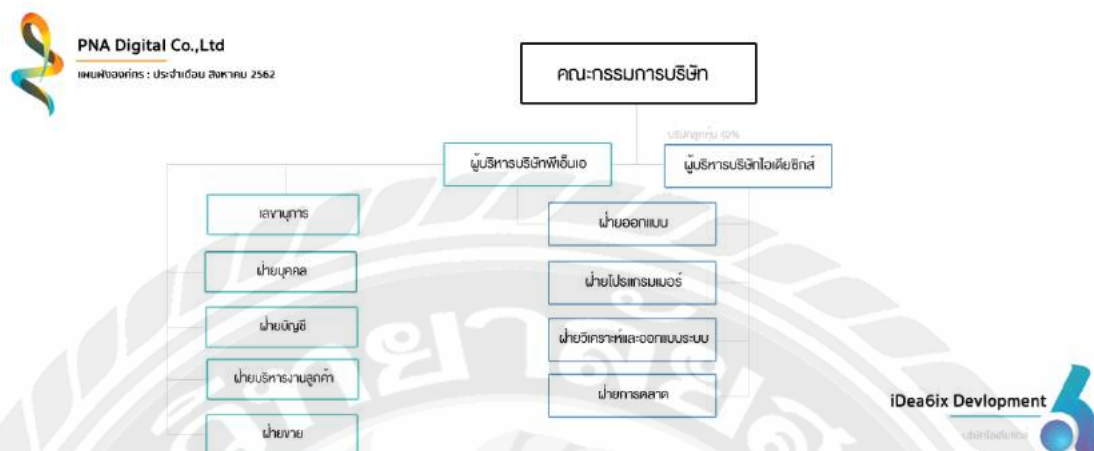 PNA Digital Co.,Ltd
แผนผังองค์กร : ประจำเดือน สิงหาคม 2562
คณะกรรมการบริษัท
บริษัทลูกหุ้น 49%
ผู้บริหารบริษัทพีเอ็นเอ
ผู้บริหารบริษัทไอเดียซิกส์
เลขานุการ
ฝ่ายบุคคล
ฝ่ายบัญชี
ฝ่ายบริหารงานลูกค้า
ฝ่ายขาย
ฝ่ายออกแบบ
ฝ่ายโปรแกรมเมอร์
ฝ่ายวิเคราะห์และออกแบบระบบ
ฝ่ายการตลาด
iDea6ix Devlopment